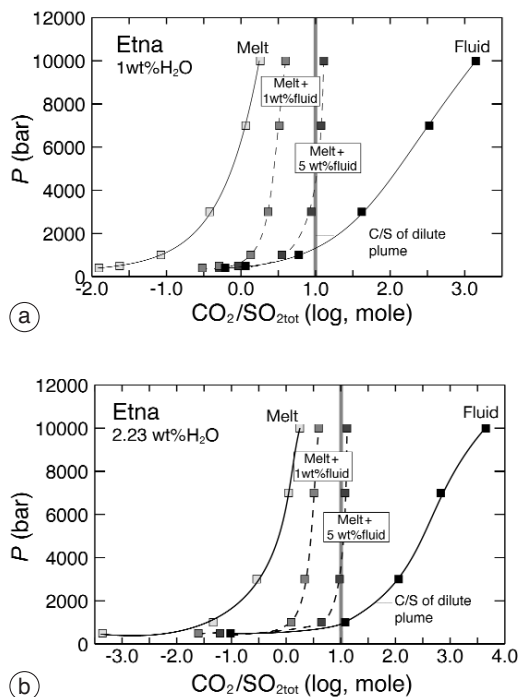 12000
10000
8000
6000
4000
2000
0
P (bar)
Etna
1wt%H2O
Melt
Fluid
Melt+
1wt%fluid
Melt+
5 wt%fluid
C/S of dilute
plume
-2.0
-1.0
0.0
1.0
2.0
3.0
CO2/SO2tot (log, mole)
a
12000
10000
8000
6000
4000
2000
0
P (bar)
Etna
2.23 wt%H2O
Melt
Fluid
Melt+
1wt%fluid
Melt+
5 wt%fluid
C/S of dilute
plume
-3.0
-2.0
-1.0
0.0
1.0
2.0
3.0
4.0
CO2/SO2tot (log, mole)
b